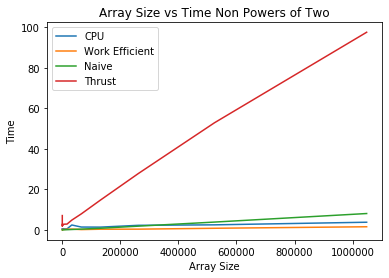 Array Size vs Time Non Powers of Two
CPU
Work Efficient
Naive
Thrust
100
80
60
40
20
0
Time
0 200000 400000 600000 800000 1000000
Array Size